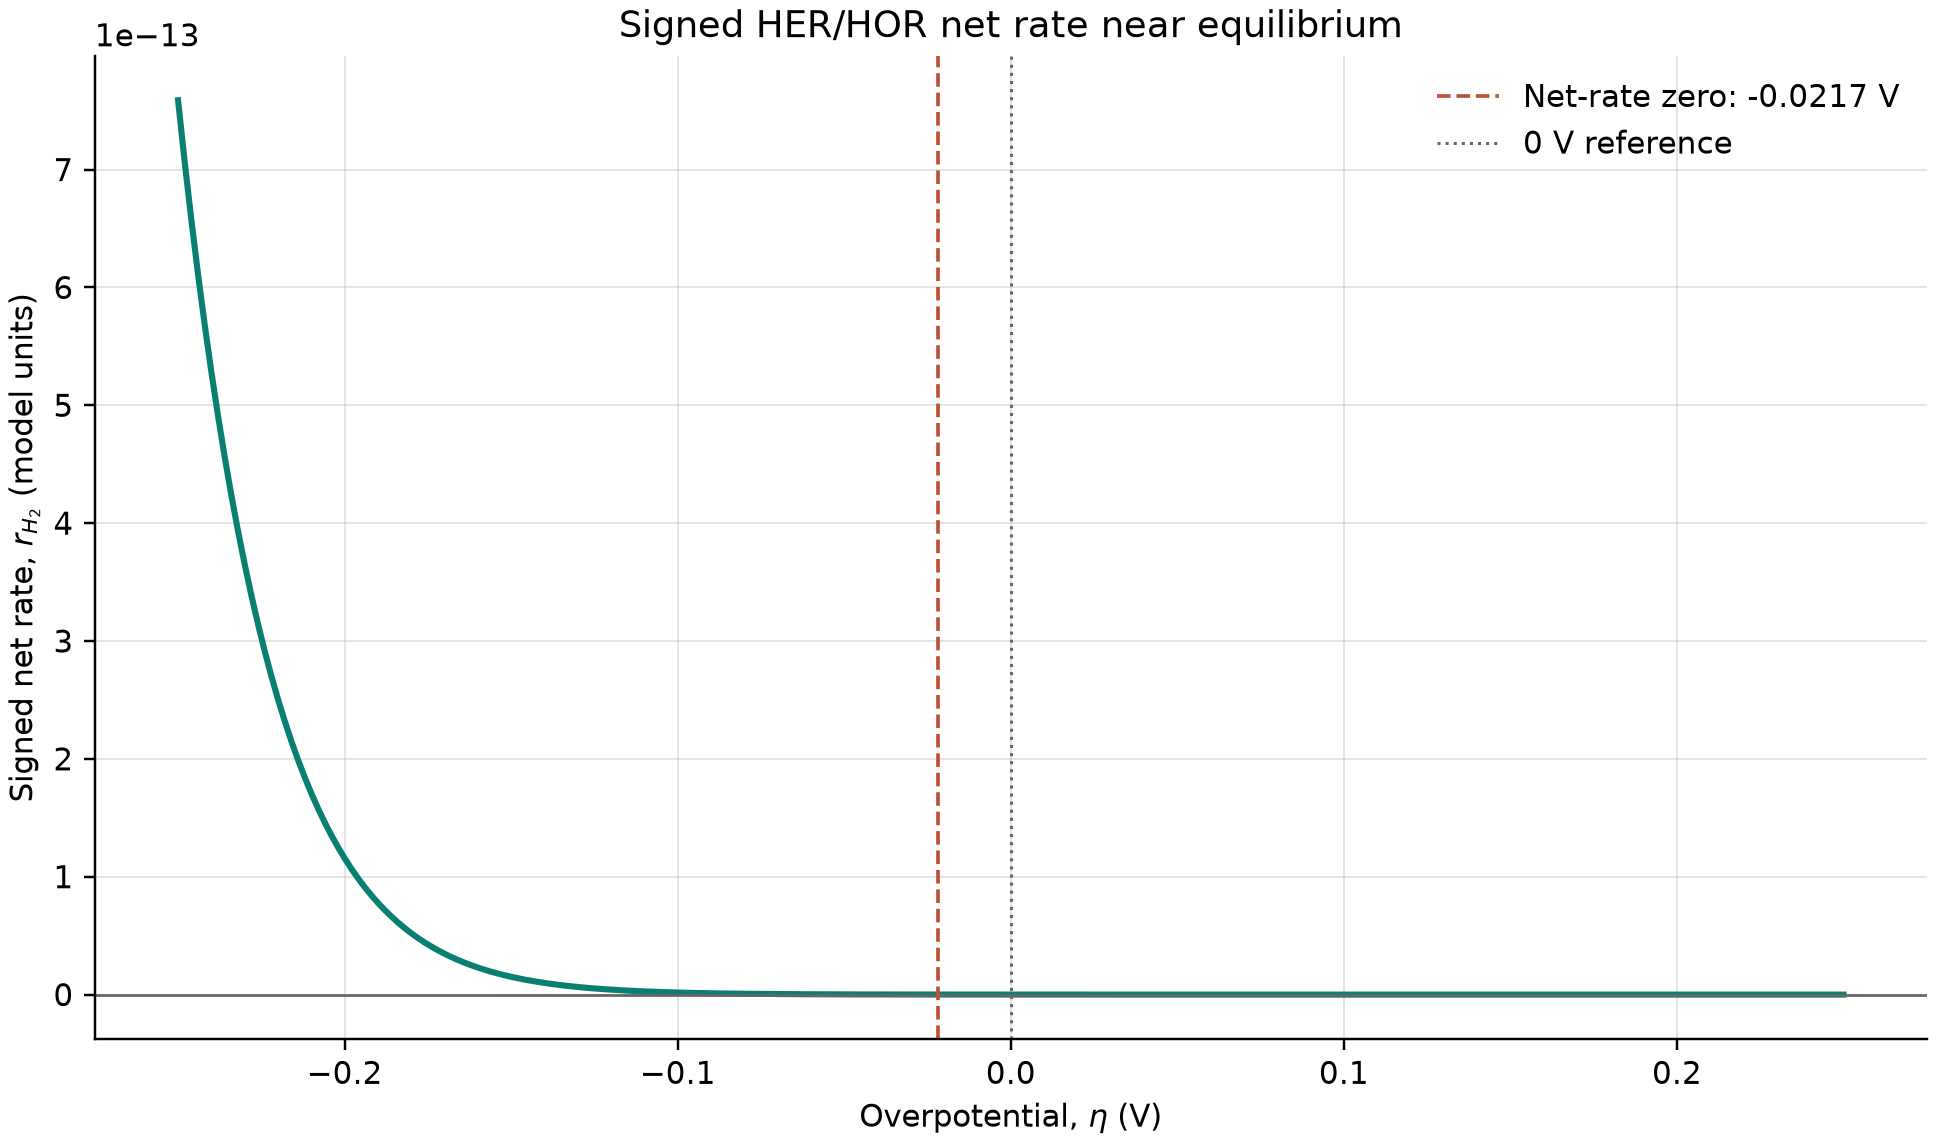 Signed HER/HOR net rate near equilibrium
1e−13
Net-rate zero: -0.0217 V
0 V reference
7
6
5
4
3
2
1
0
Signed net rate, r_{H_2} (model units)
−0.2
−0.1
0.0
0.1
0.2
Overpotential, η (V)